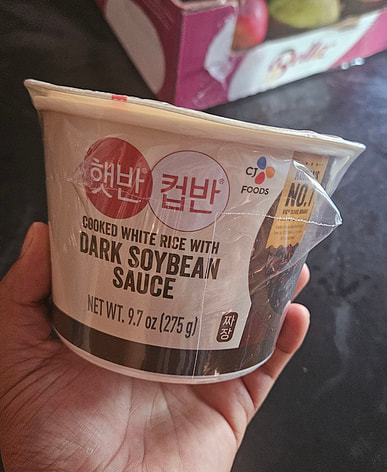 햇반® 컵반®
CJ
FOODS
NO.1
COOKED WHITE RICE WITH
DARK SOYBEAN
SAUCE
NET WT. 9.7 oz (275 g)
짜
장